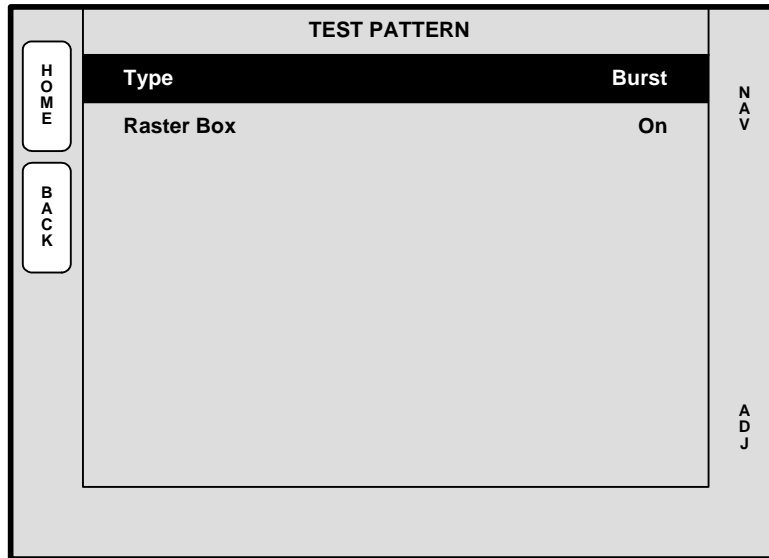 TEST PATTERN
HOME
BACK
Type Burst
Raster Box On
NAV
ADJ